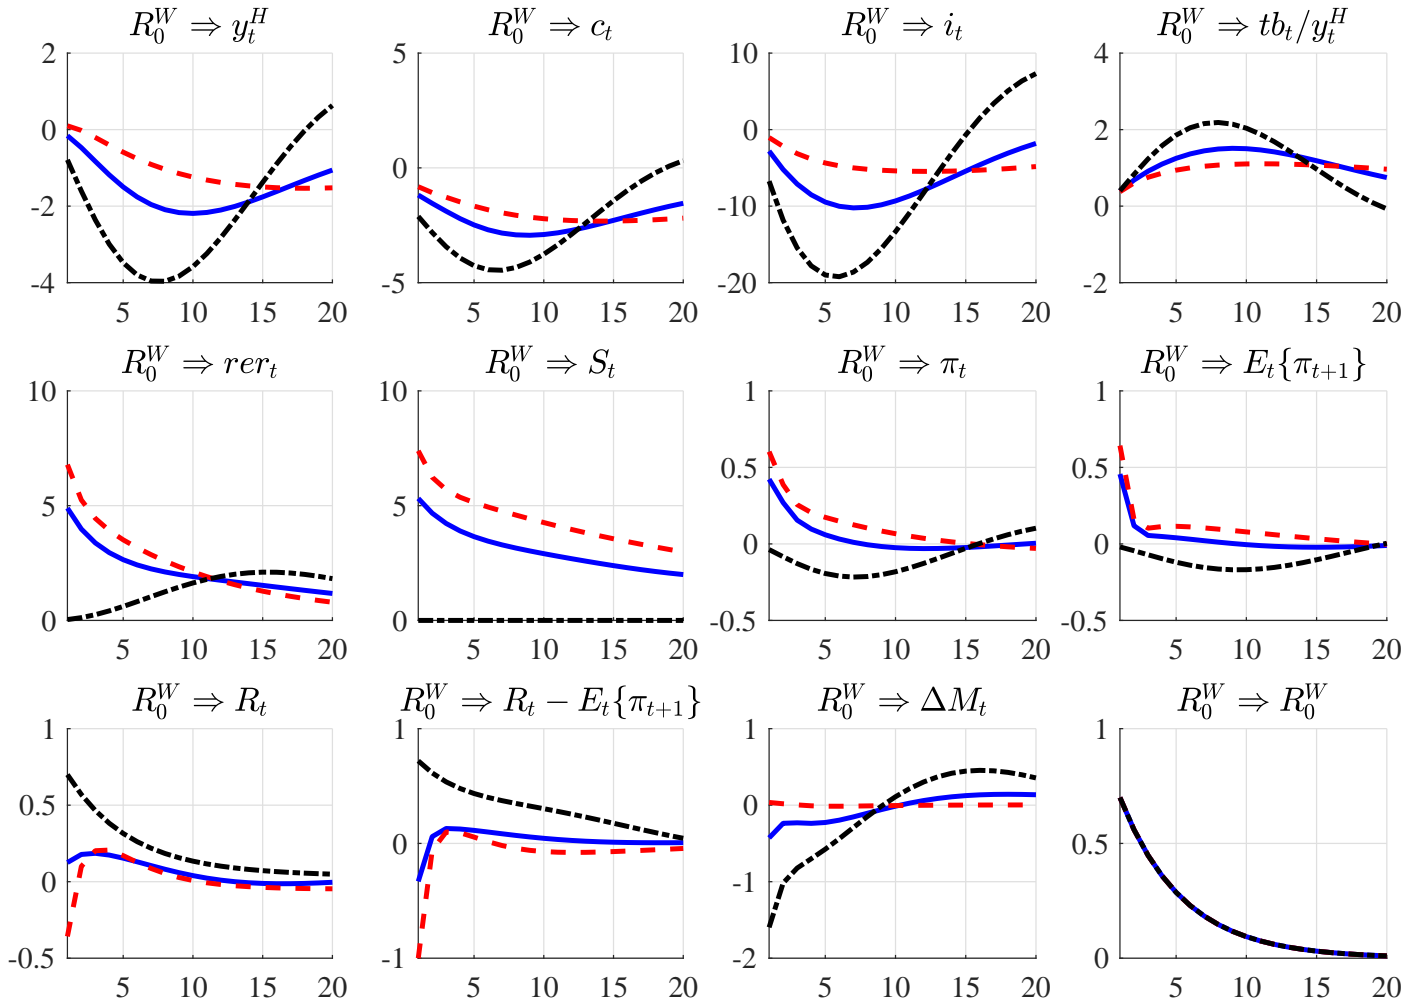 R_0^W ⇒ y_t^H R_0^W ⇒ c_t R_0^W ⇒ i_t R_0^W ⇒ tb_t/y_t^H
2 5 10 4
0 0 0 2
-2 -10 0
-4 -5 -20 -2
5 10 15 20 5 10 15 20 5 10 15 20 5 10 15 20
R_0^W ⇒ rer_t R_0^W ⇒ S_t R_0^W ⇒ π_t R_0^W ⇒ E_t{π_{t+1}}
10 10 1 1
5 5 0.5 0.5
0 0
0 0 -0.5 -0.5
5 10 15 20 5 10 15 20 5 10 15 20 5 10 15 20
R_0^W ⇒ R_t R_0^W ⇒ R_t − E_t{π_{t+1}} R_0^W ⇒ ΔM_t R_0^W ⇒ R_0^W
1 1 1 1
0.5 0 0 0.5
0 -1
-0.5 -1 -2 0
5 10 15 20 5 10 15 20 5 10 15 20 5 10 15 20